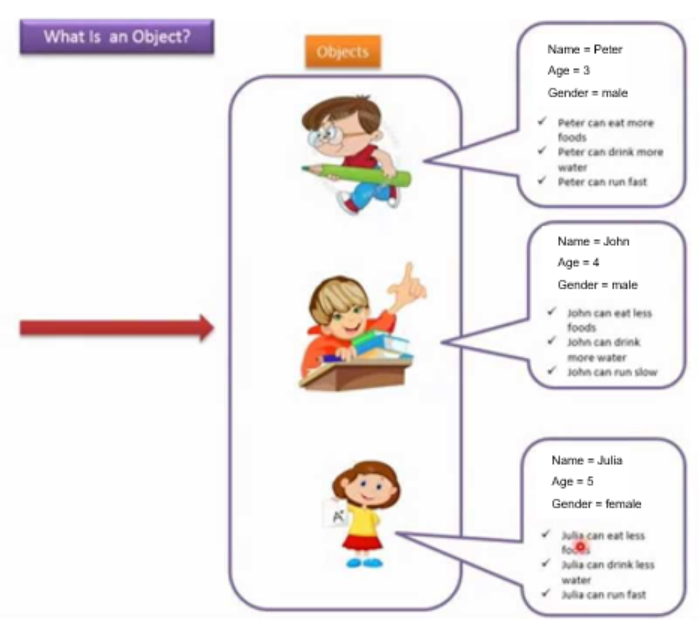 What Is an Object?
Objects
Name = Peter
Age = 3
Gender = male
✓ Peter can eat more
foods
✓ Peter can drink more
water
✓ Peter can run fast
Name = John
Age = 4
Gender = male
✓ John can eat less
foods
✓ John can drink
more water
✓ John can run slow
A+
Name = Julia
Age = 5
Gender = female
✓ Julia can eat less
foods
✓ Julia can drink less
water
✓ Julia can run fast